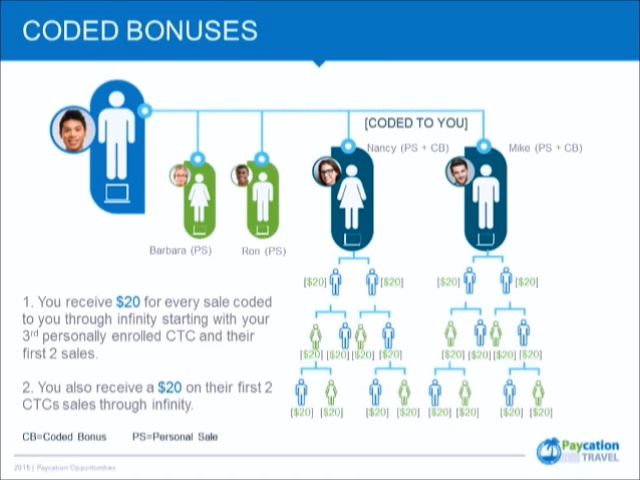 CODED BONUSES
[CODED TO YOU]
Nancy (PS + CB)
Mike (PS + CB)
Barbara (PS)
Ron (PS)
[$20] [$20] [$20] [$20]
1. You receive $20 for every sale coded
to you through infinity starting with your
3rd personally enrolled CTC and their
first 2 sales.
[$20] [$20] [$20] [$20] [$20] [$20] [$20] [$20]
2. You also receive a $20 on their first 2
CTCs sales through infinity.
[$20] [$20] [$20] [$20] [$20] [$20] [$20] [$20]
CB=Coded Bonus PS=Personal Sale
Paycation
TRAVEL
2015 | Paycation Opportunities